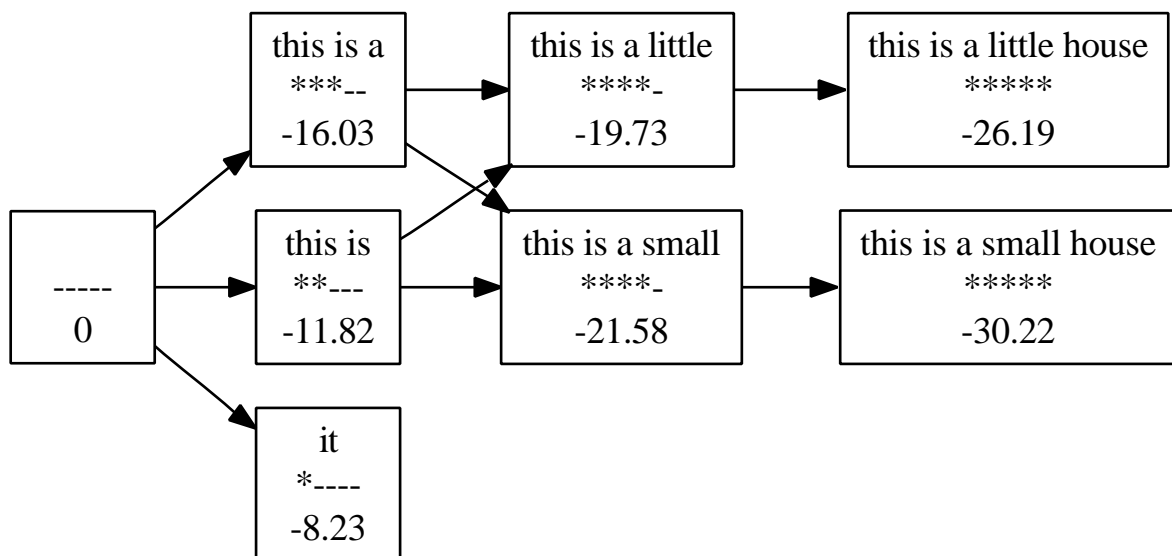 this is a
***--
-16.03
this is a little
****-
-19.73
this is a little house
*****
-26.19
-----
0
this is
**---
-11.82
this is a small
****-
-21.58
this is a small house
*****
-30.22
it
*----
-8.23